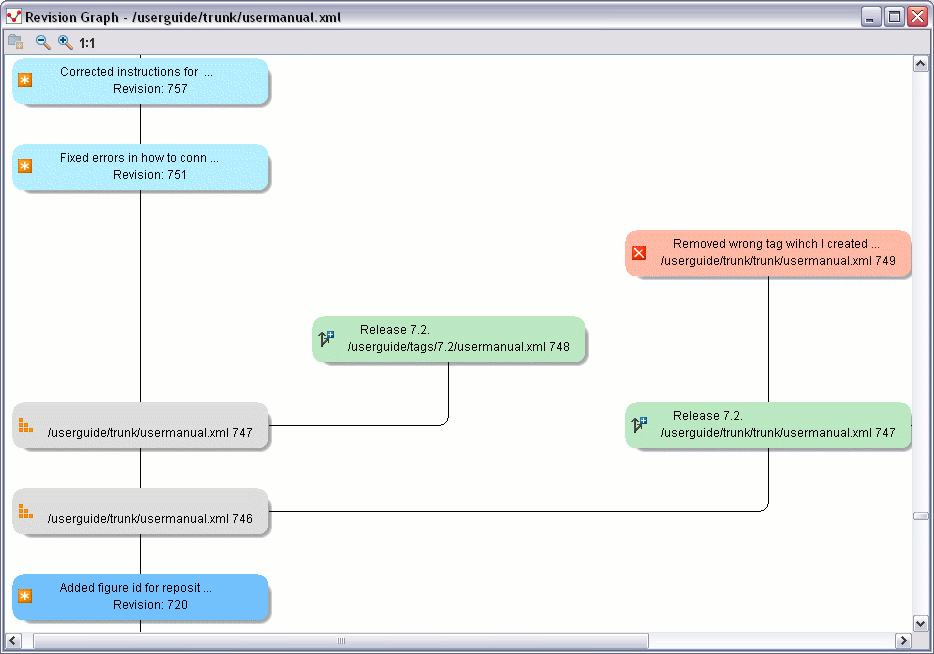 Revision Graph - /userguide/trunk/usermanual.xml
1:1
Corrected instructions for ...
Revision: 757
Fixed errors in how to conn ...
Revision: 751
Removed wrong tag wihch I created ...
/userguide/trunk/trunk/usermanual.xml 749
Release 7.2.
/userguide/tags/7.2/usermanual.xml 748
/userguide/trunk/usermanual.xml 747
Release 7.2.
/userguide/trunk/trunk/usermanual.xml 747
/userguide/trunk/usermanual.xml 746
Added figure id for reposit ...
Revision: 720